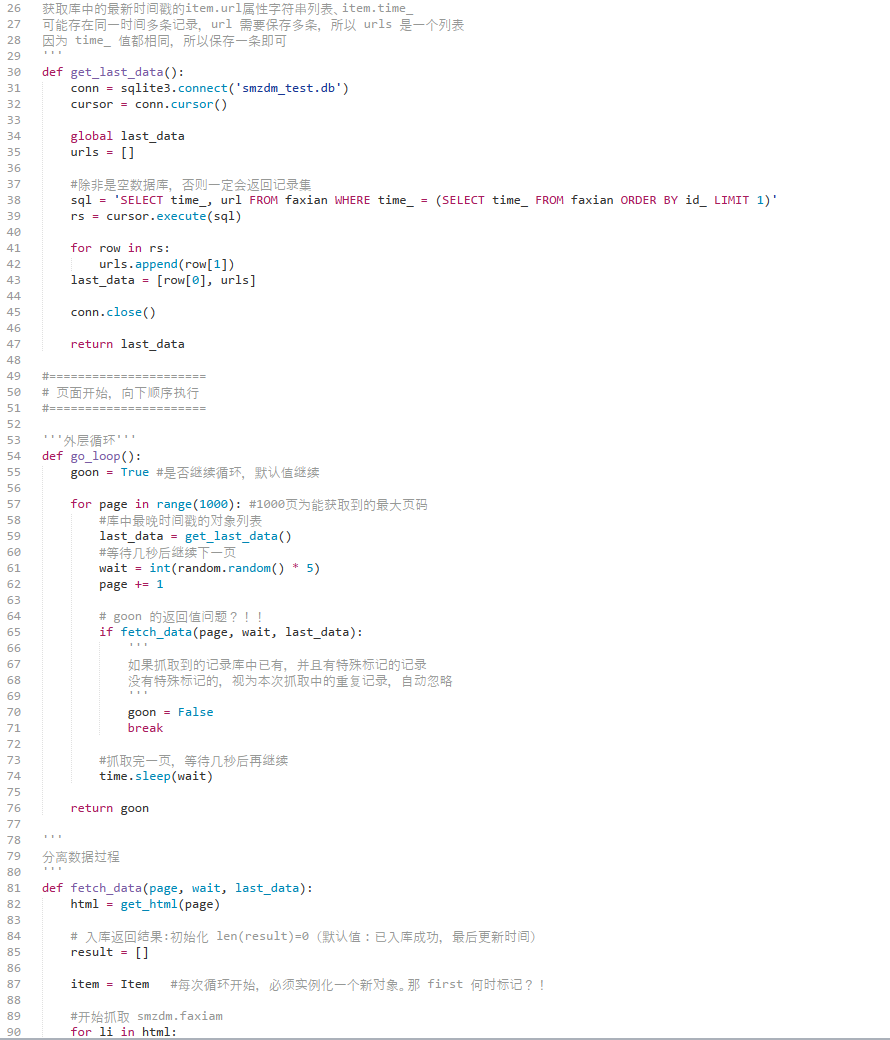 26 获取库中的最新时间戳的item.url属性字符串列表、item.time_
27 可能存在同一时间多条记录, url 需要保存多条, 所以 urls 是一个列表
28 因为 time_ 值都相同, 所以保存一条即可
29 '''
30 def get_last_data():
31     conn = sqlite3.connect('smzdm_test.db')
32     cursor = conn.cursor()
33
34     global last_data
35     urls = []
36
37     #除非是空数据库, 否则一定会返回记录集
38     sql = 'SELECT time_, url FROM faxian WHERE time_ = (SELECT time_ FROM faxian ORDER BY id_ LIMIT 1)'
39     rs = cursor.execute(sql)
40
41     for row in rs:
42         urls.append(row[1])
43     last_data = [row[0], urls]
44
45     conn.close()
46
47     return last_data
48
49 #======================
50 # 页面开始, 向下顺序执行
51 #======================
52
53 '''外层循环'''
54 def go_loop():
55     goon = True #是否继续循环, 默认值继续
56
57     for page in range(1000): #1000页为能获取到的最大页码
58         #库中最晚时间戳的对象列表
59         last_data = get_last_data()
60         #等待几秒后继续下一页
61         wait = int(random.random() * 5)
62         page += 1
63
64         # goon 的返回值问题？！！
65         if fetch_data(page, wait, last_data):
66             '''
67             如果抓取到的记录库中已有, 并且有特殊标记的记录
68             没有特殊标记的, 视为本次抓取中的重复记录, 自动忽略
69             '''
70             goon = False
71             break
72
73         #抓取完一页, 等待几秒后再继续
74         time.sleep(wait)
75
76     return goon
77
78 '''
79 分离数据过程
80 '''
81 def fetch_data(page, wait, last_data):
82     html = get_html(page)
83
84     # 入库返回结果:初始化 len(result)=0（默认值：已入库成功, 最后更新时间）
85     result = []
86
87     item = Item   #每次循环开始, 必须实例化一个新对象。那 first 何时标记？！
88
89     #开始抓取 smzdm.faxiam
90     for li in html: